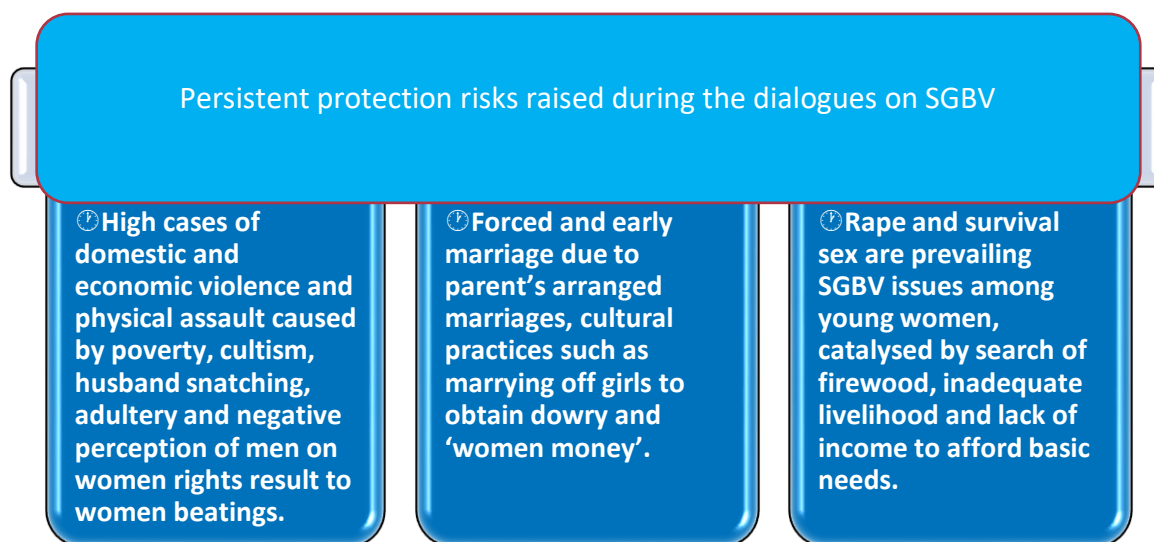 Persistent protection risks raised during the dialogues on SGBV
High cases of
domestic and
economic violence and
physical assault caused
by poverty, cultism,
husband snatching,
adultery and negative
perception of men on
women rights result to
women beatings.
Forced and early
marriage due to
parent’s arranged
marriages, cultural
practices such as
marrying off girls to
obtain dowry and
‘women money’.
Rape and survival
sex are prevailing
SGBV issues among
young women,
catalysed by search of
firewood, inadequate
livelihood and lack of
income to afford basic
needs.